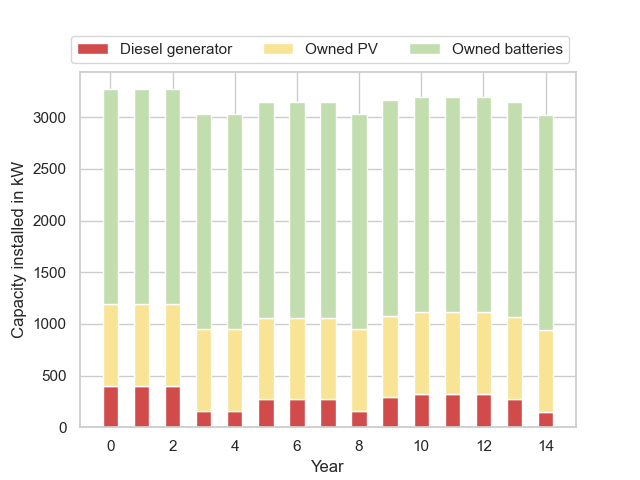 Diesel generator Owned PV Owned batteries
Capacity installed in kW
3000
2500
2000
1500
1000
500
0
0 2 4 6 8 10 12 14
Year